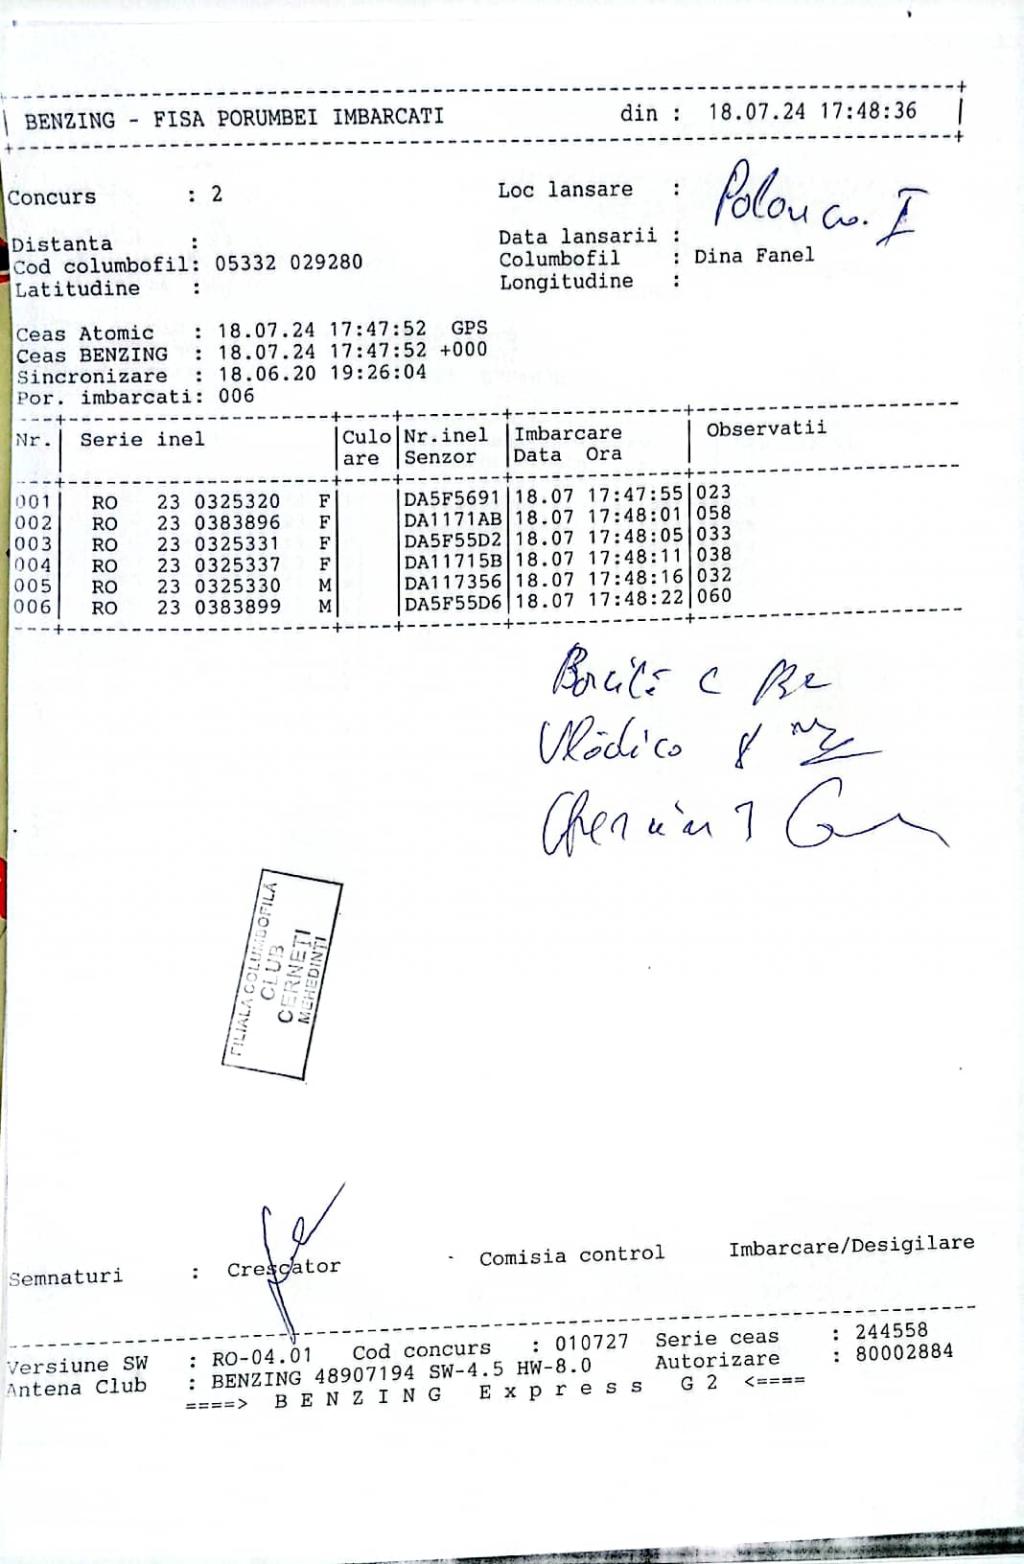 BENZING - FISA PORUMBEI IMBARCATI din : 18.07.24 17:48:36
Concurs : 2 Loc lansare : I
Distanta : Data lansarii :
Cod columbofil: 05332 029280 Columbofil : Dina Fanel
Latitudine : Longitudine :
Ceas Atomic : 18.07.24 17:47:52 GPS
Ceas BENZING : 18.07.24 17:47:52 +000
Sincronizare : 18.06.20 19:26:04
Por. imbarcati: 006
Nr. Serie inel Culo Nr.inel Imbarcare Observatii
are Senzor Data Ora
001 RO 23 0325320 F DA5F5691 18.07 17:47:55 023
002 RO 23 0383896 F DA1171AB 18.07 17:48:01 058
003 RO 23 0325331 F DA5F55D2 18.07 17:48:05 033
004 RO 23 0325337 F DA11715B 18.07 17:48:11 038
005 RO 23 0325330 M DA117356 18.07 17:48:16 032
006 RO 23 0383899 M DA5F55D6 18.07 17:48:22 060
FILIALA COLUMBOFILĂ
CLUB
CERNEȚI
MEHEDINȚI
Semnaturi : Crescator Comisia control Imbarcare/Desigilare
Versiune SW : RO-04.01 Cod concurs : 010727 Serie ceas : 244558
Antena Club : BENZING 48907194 SW-4.5 HW-8.0 Autorizare : 80002884
====> B E N Z I N G E x p r e s s G 2 <====